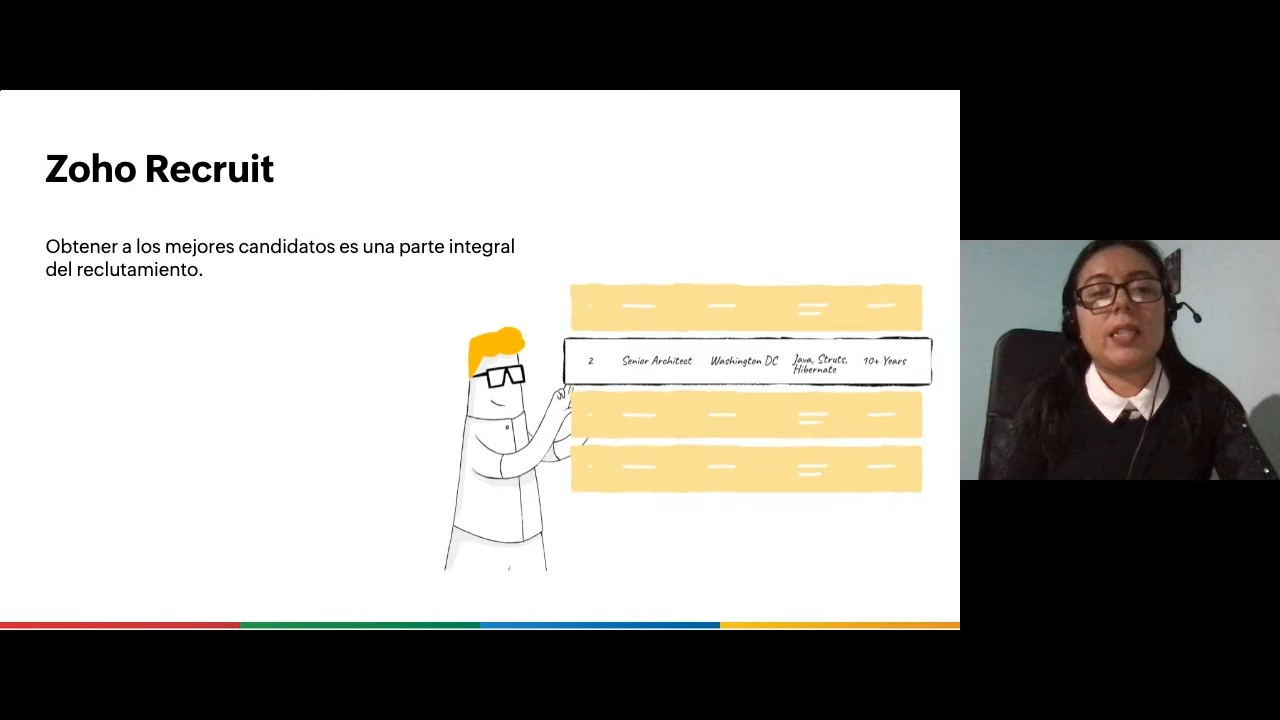 Zoho Recruit
Obtener a los mejores candidatos es una parte integral
del reclutamiento.
2 Senior Architect Washington DC Java, Struts, 10+ Years
Hibernate